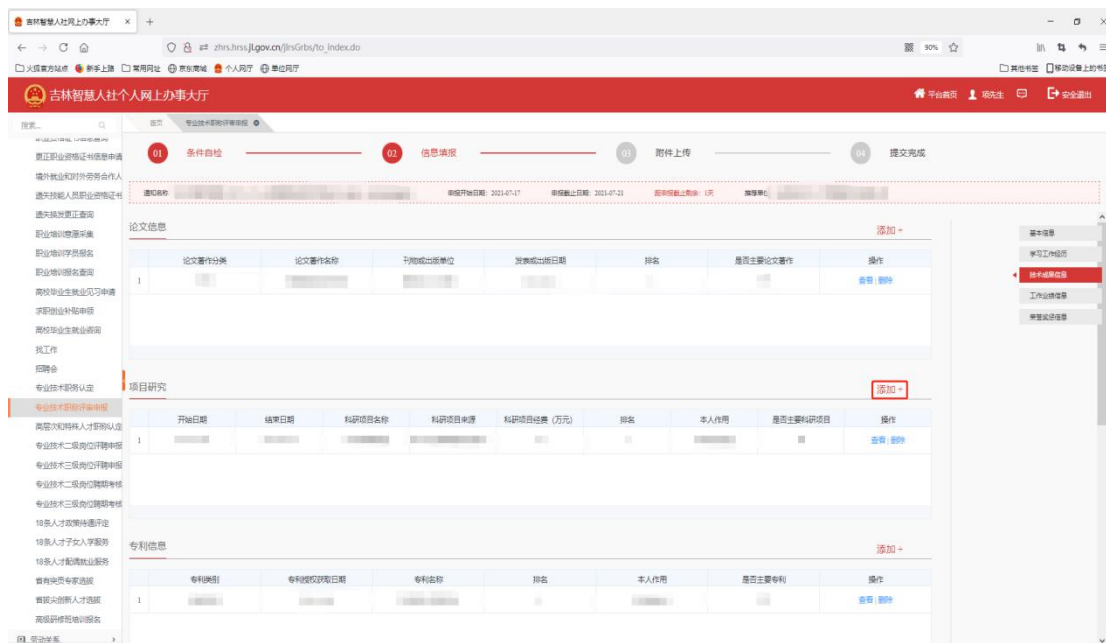 吉林智慧人社网上办事大厅 × +
zhrs.hrss.jl.gov.cn/jlrsGrbs/to_index.do 90%
火狐官方站点 新手上路 常用网址 京东商城 个人网厅 单位网厅 其他书签 移动设备上的书签
吉林智慧人社个人网上办事大厅 平台首页 项先生 安全退出
搜索... 首页 专业技术职称评审申报
01 条件自检 02 信息填报 03 附件上传 04 提交完成
通知名称 申报开始日期: 2021-07-17 申报截止日期: 2021-07-21 距申报截止剩余: 1天 推荐单位
更正职业资格证书信息申请
境外就业和对外劳务合作人
遗失技能人员职业资格证书
遗失换发更正查询
职业培训意愿采集
职业培训学员报名
职业培训报名查询
高校毕业生就业见习申请
求职创业补贴申领
高校毕业生就业咨询
找工作
招聘会
专业技术职务认定
专业技术职称评审申报
高层次和特殊人才职称认定
专业技术二级岗位评聘申报
专业技术三级岗位评聘申报
专业技术二级岗位聘期考核
专业技术三级岗位聘期考核
18条人才政策待遇评定
18条人才子女入学服务
18条人才配偶就业服务
省有突贡专家选拔
省拔尖创新人才选拔
高级研修班培训报名
劳动关系
论文信息 添加 +
论文著作分类 论文著作名称 刊物或出版单位 发表或出版日期 排名 是否主要论文著作 操作
1 查看 | 删除
项目研究 添加 +
开始日期 结束日期 科研项目名称 科研项目来源 科研项目经费 (万元) 排名 本人作用 是否主要科研项目 操作
1 查看 | 删除
专利信息 添加 +
专利类别 专利授权获取日期 专利名称 排名 本人作用 是否主要专利 操作
1 查看 | 删除
基本信息
学习工作经历
技术成果信息
工作业绩信息
荣誉奖惩信息